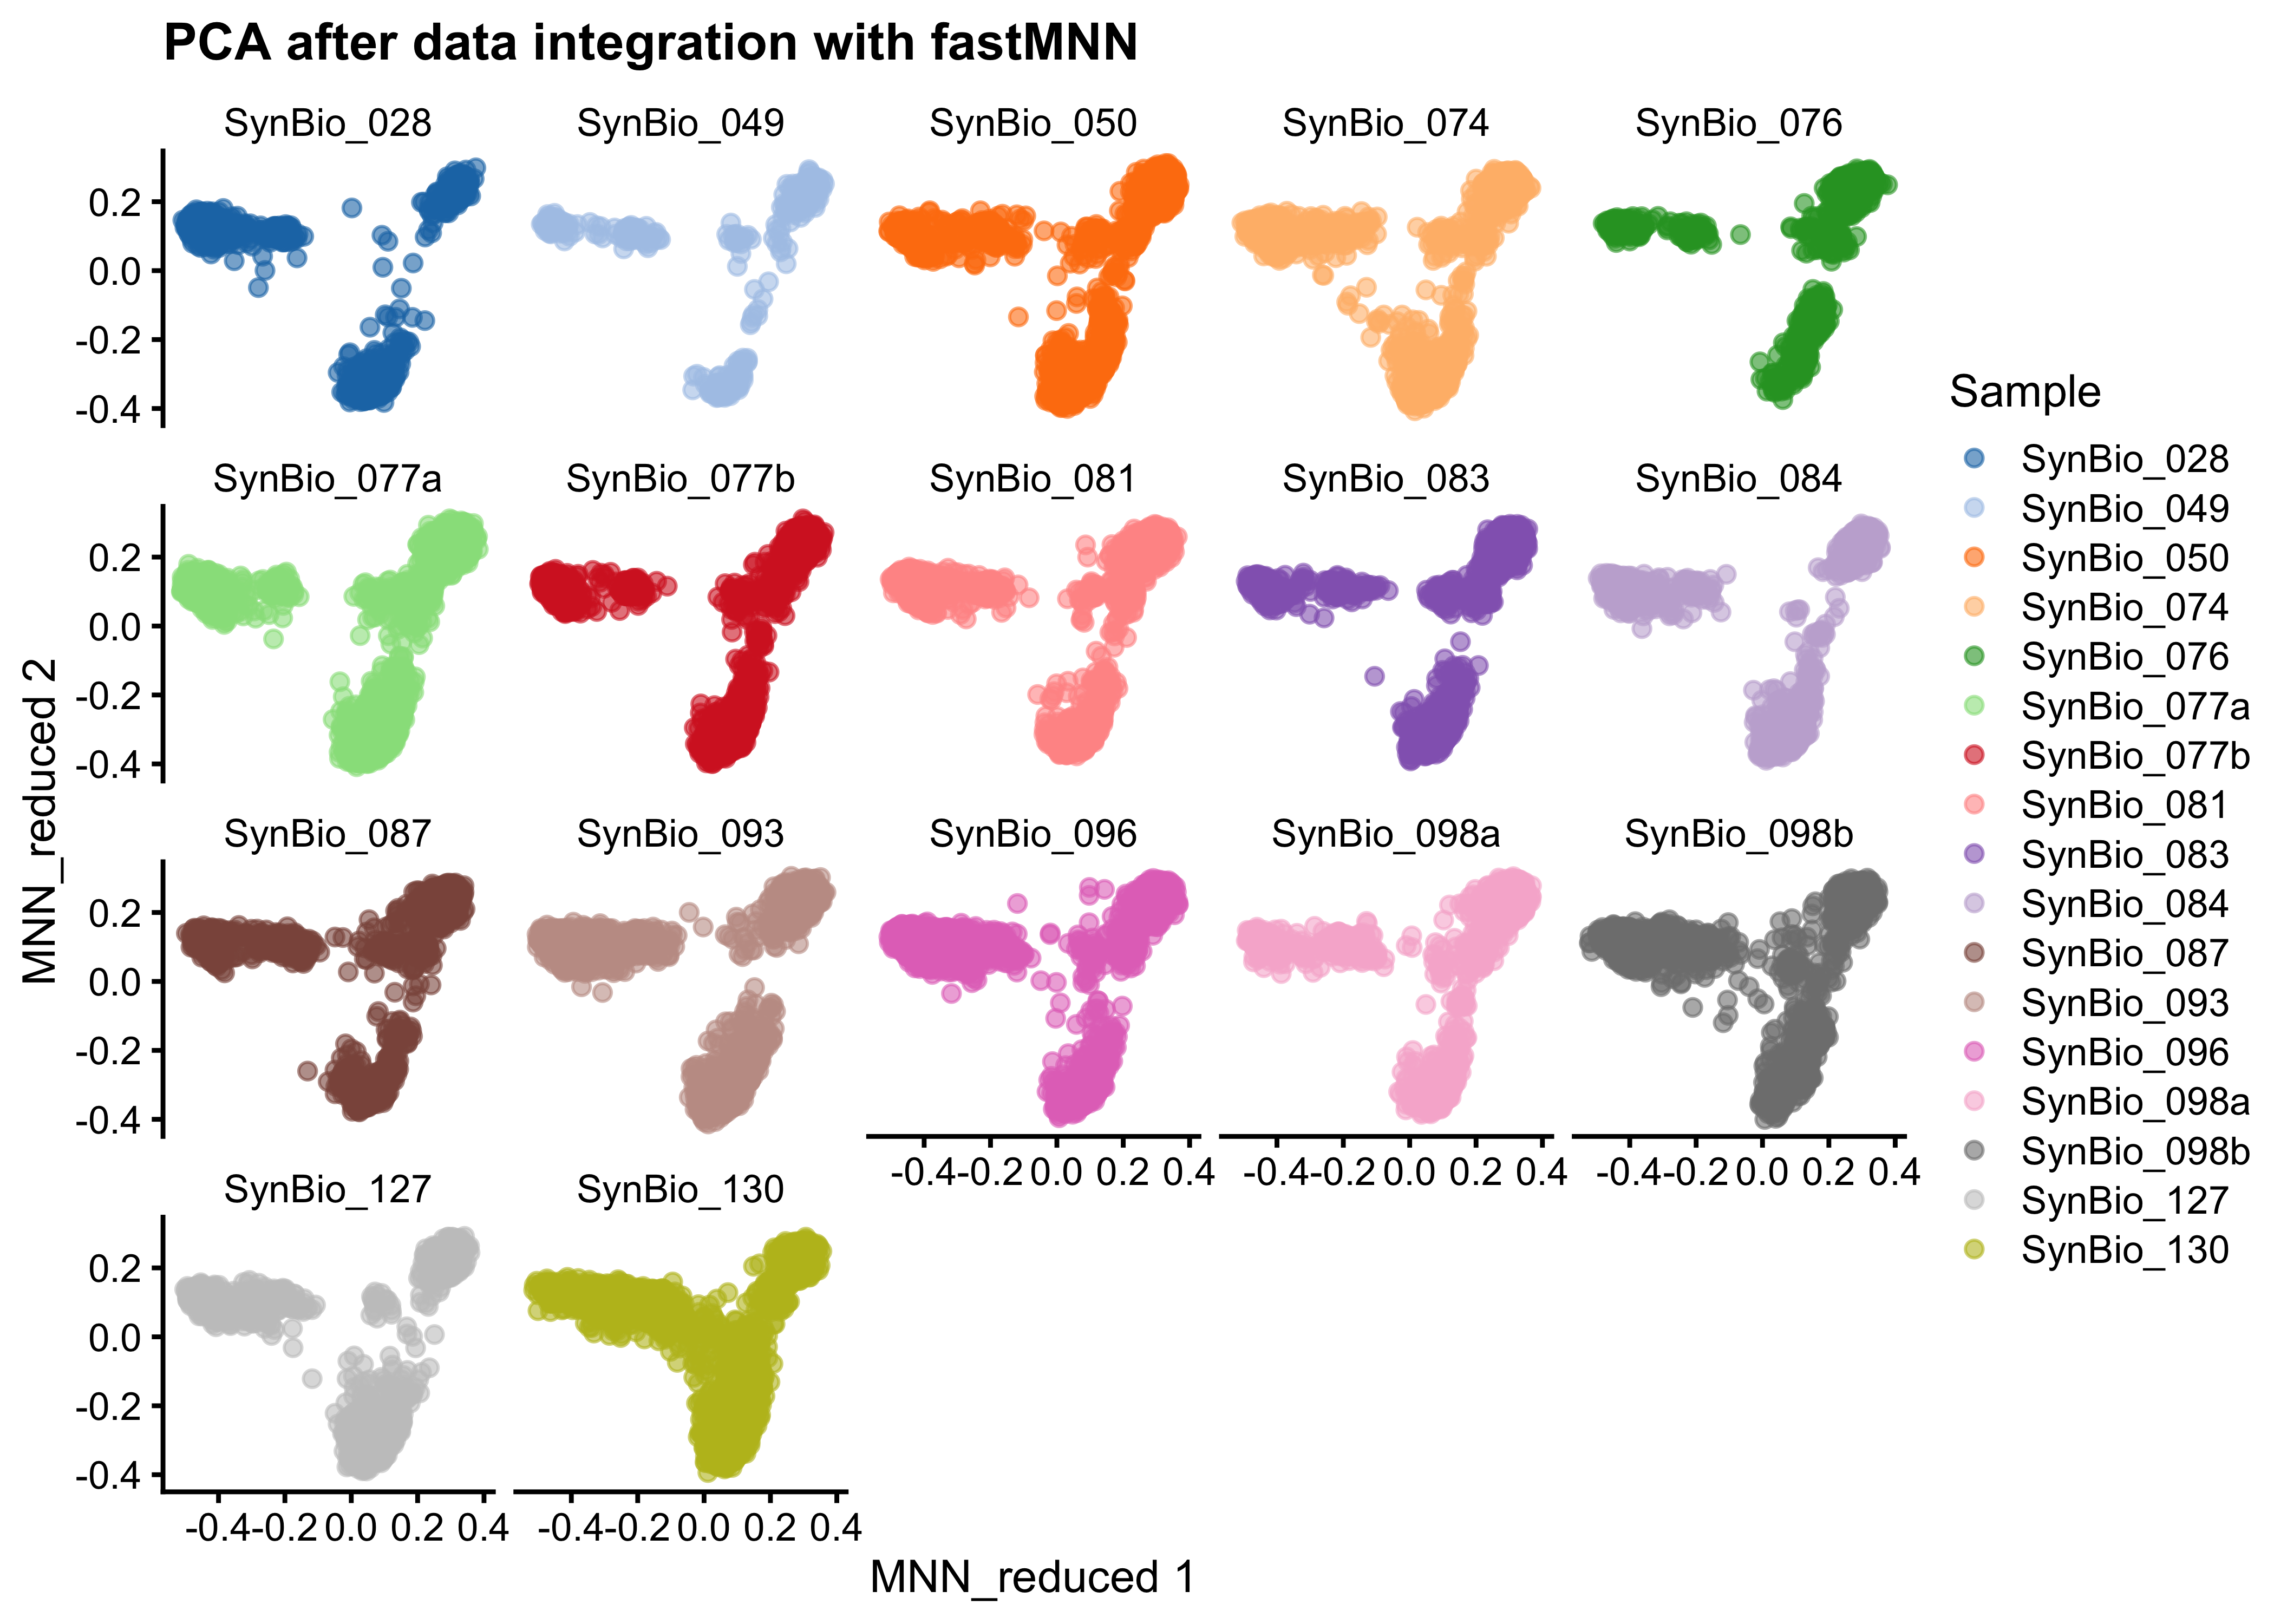 PCA after data integration with fastMNN
SynBio_028 SynBio_049 SynBio_050 SynBio_074 SynBio_076
0.2
0.0
-0.2
-0.4
SynBio_077a SynBio_077b SynBio_081 SynBio_083 SynBio_084
0.2
0.0
-0.2
-0.4
SynBio_087 SynBio_093 SynBio_096 SynBio_098a SynBio_098b
0.2
0.0
-0.2
-0.4
-0.4 -0.2 0.0 0.2 0.4 -0.4 -0.2 0.0 0.2 0.4 -0.4 -0.2 0.0 0.2 0.4
SynBio_127 SynBio_130
0.2
0.0
-0.2
-0.4
-0.4 -0.2 0.0 0.2 0.4 -0.4 -0.2 0.0 0.2 0.4
MNN_reduced 1
MNN_reduced 2
Sample
SynBio_028
SynBio_049
SynBio_050
SynBio_074
SynBio_076
SynBio_077a
SynBio_077b
SynBio_081
SynBio_083
SynBio_084
SynBio_087
SynBio_093
SynBio_096
SynBio_098a
SynBio_098b
SynBio_127
SynBio_130